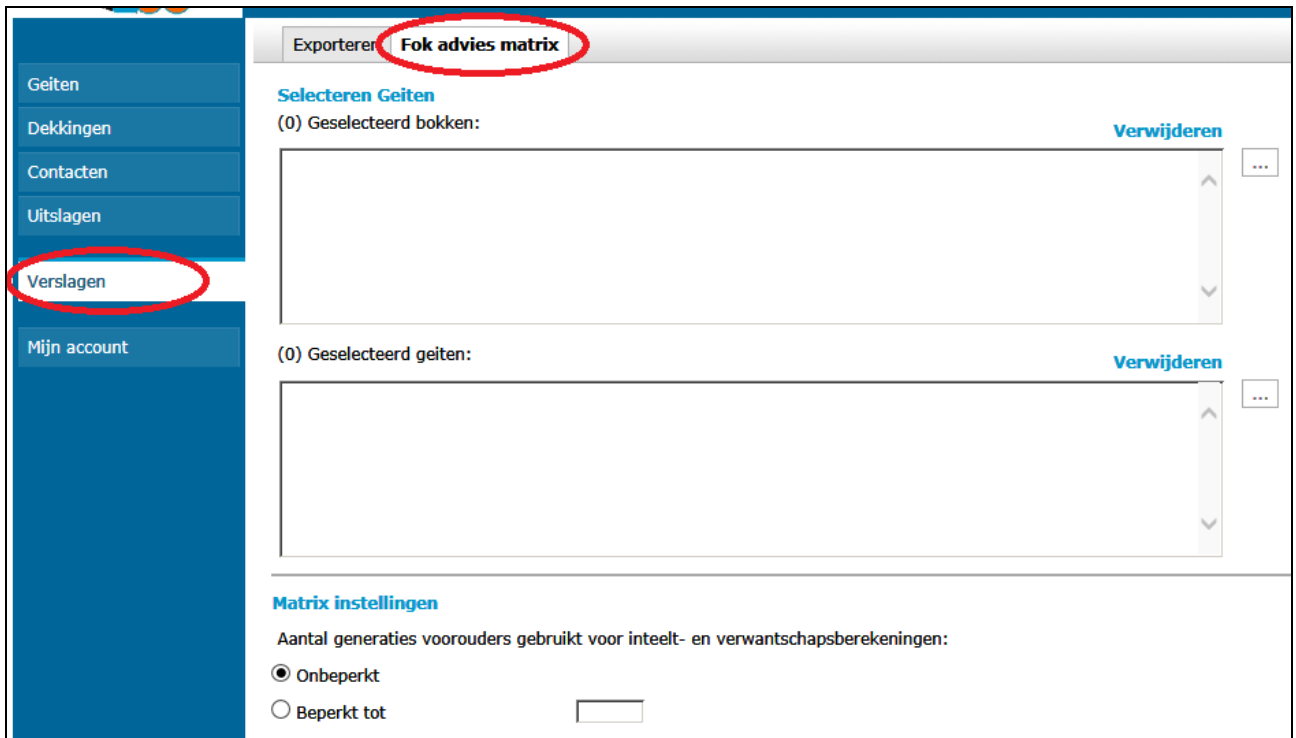 Exporteren Fok advies matrix
Geiten
Dekkingen
Contacten
Uitslagen
Verslagen
Mijn account
Selecteren Geiten
(0) Geselecteerd bokken:
Verwijderen
...
(0) Geselecteerd geiten:
Verwijderen
...
Matrix instellingen
Aantal generaties voorouders gebruikt voor inteelt- en verwantschapsberekeningen:
Onbeperkt
Beperkt tot